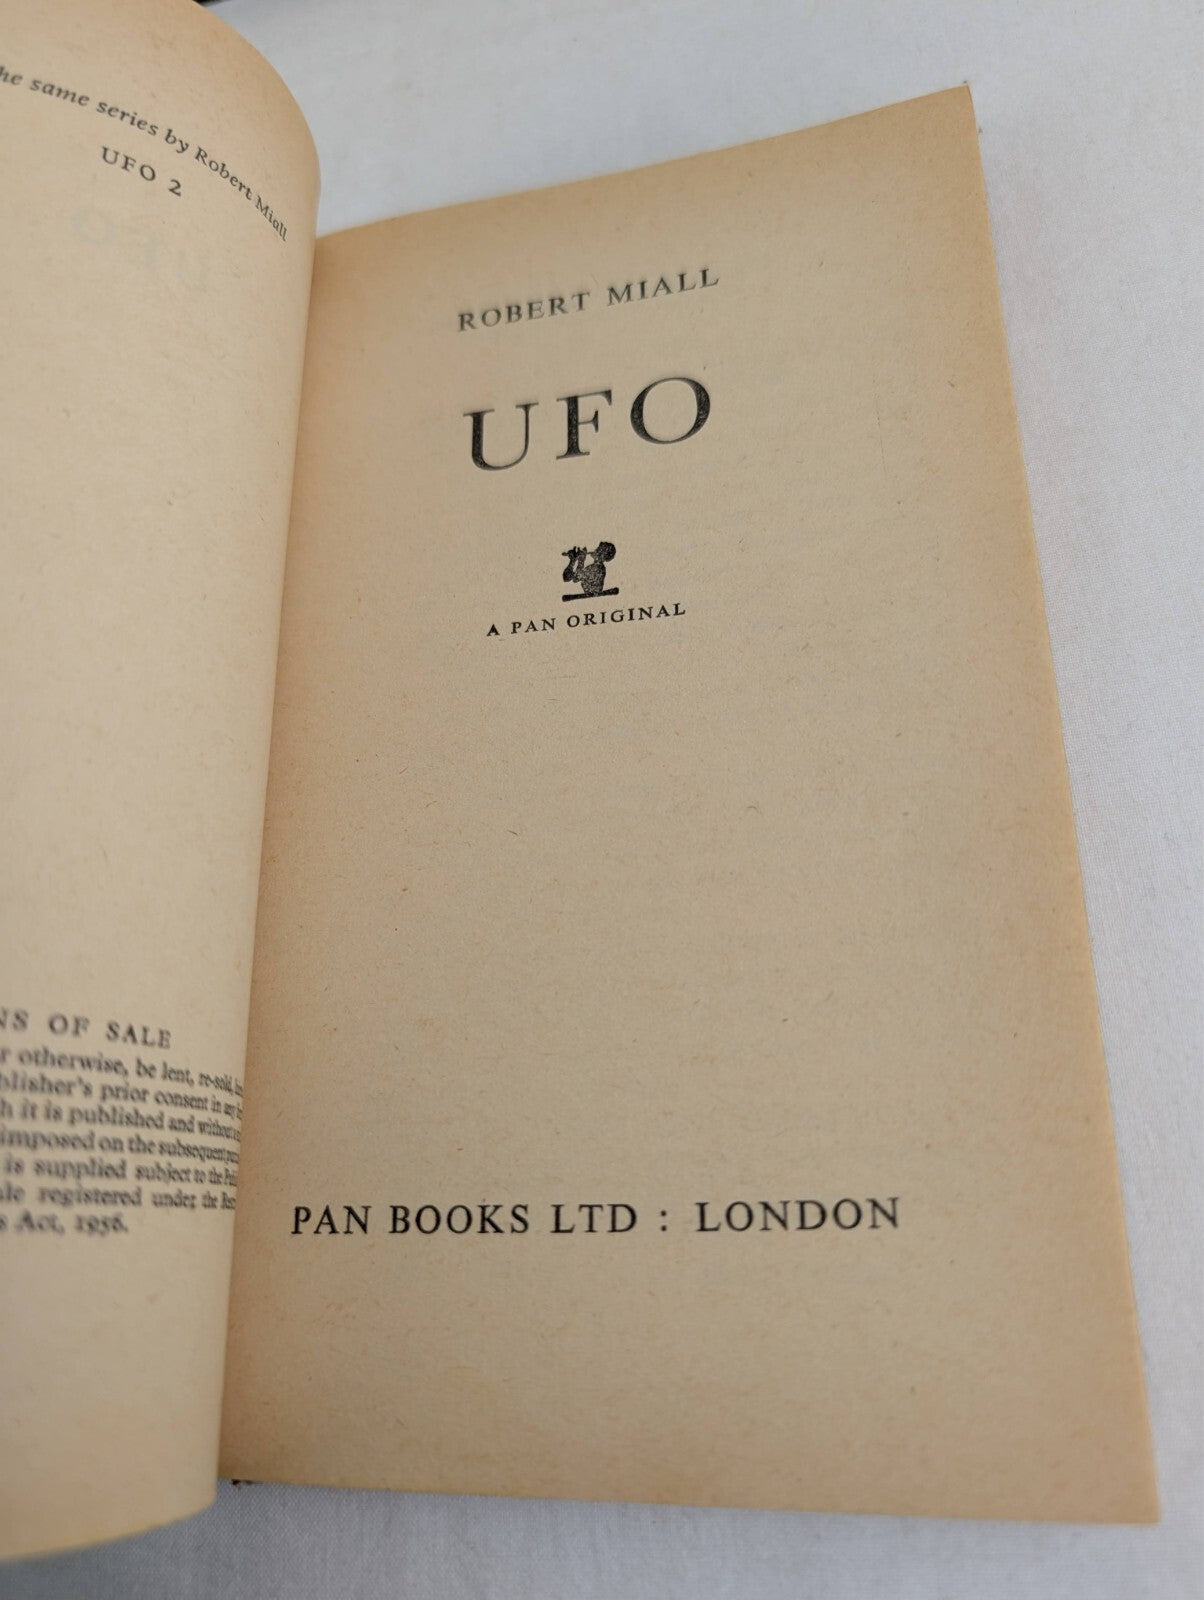 he same series by Robert Miall
UFO 2
NS OF SALE
r otherwise, be lent, re-sold,
blisher's prior consent in any
h it is published and without
imposed on the subsequent
is supplied subject to the
ale registered under the
s Act, 1956.
ROBERT MIALL
UFO
A PAN ORIGINAL
PAN BOOKS LTD : LONDON